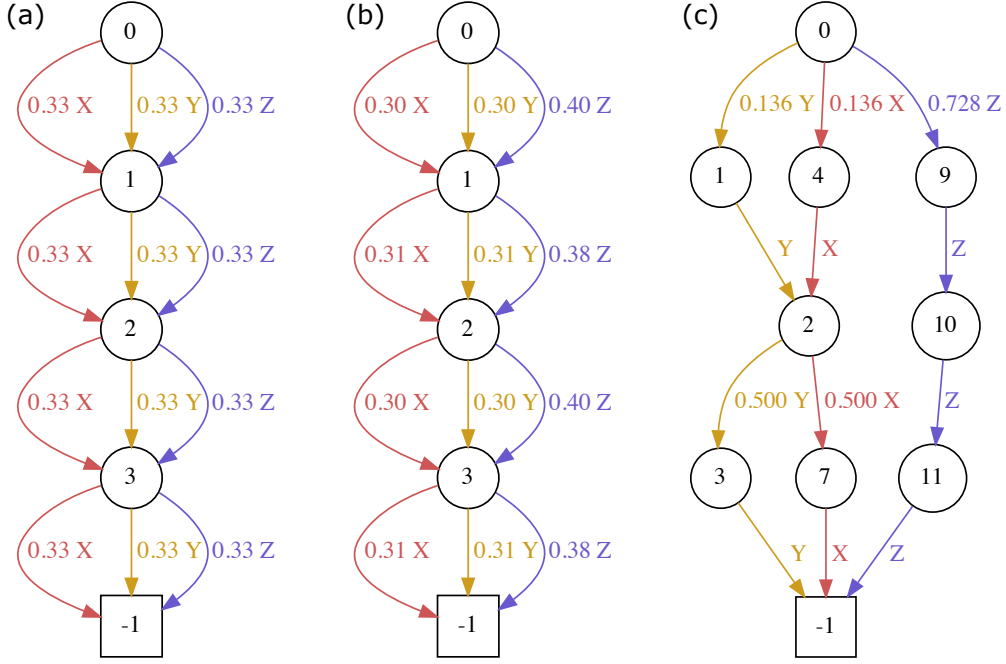 (a)
0
0.33 X
0.33 Y
0.33 Z
1
0.33 X
0.33 Y
0.33 Z
2
0.33 X
0.33 Y
0.33 Z
3
0.33 X
0.33 Y
0.33 Z
-1
(b)
0
0.30 X
0.30 Y
0.40 Z
1
0.31 X
0.31 Y
0.38 Z
2
0.30 X
0.30 Y
0.40 Z
3
0.31 X
0.31 Y
0.38 Z
-1
(c)
0
0.136 Y
0.136 X
0.728 Z
1
4
9
Y
X
Z
2
10
0.500 Y
0.500 X
Z
3
7
11
Y
X
Z
-1